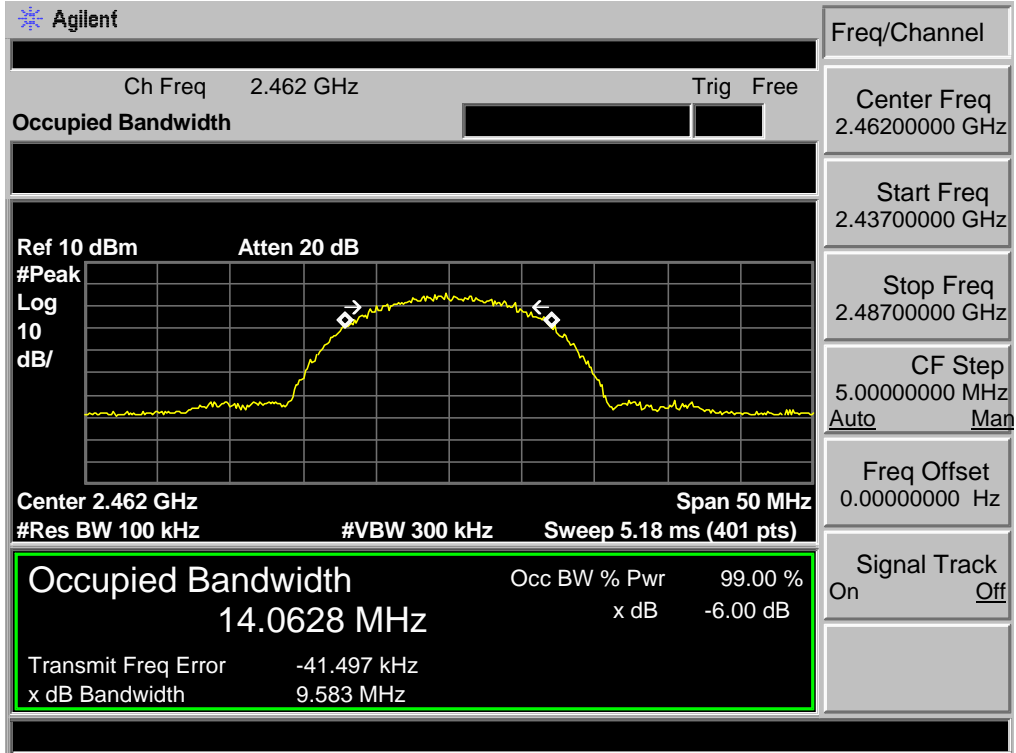 Agilent
Freq/Channel
Ch Freq 2.462 GHz Trig Free
Occupied Bandwidth
Center Freq
2.46200000 GHz
Start Freq
2.43700000 GHz
Stop Freq
2.48700000 GHz
CF Step
5.00000000 MHz
Auto Man
Freq Offset
0.00000000 Hz
Signal Track
On Off
Ref 10 dBm Atten 20 dB
#Peak
Log
10
dB/
Center 2.462 GHz Span 50 MHz
#Res BW 100 kHz #VBW 300 kHz Sweep 5.18 ms (401 pts)
Occupied Bandwidth Occ BW % Pwr 99.00 %
14.0628 MHz x dB -6.00 dB
Transmit Freq Error -41.497 kHz
x dB Bandwidth 9.583 MHz